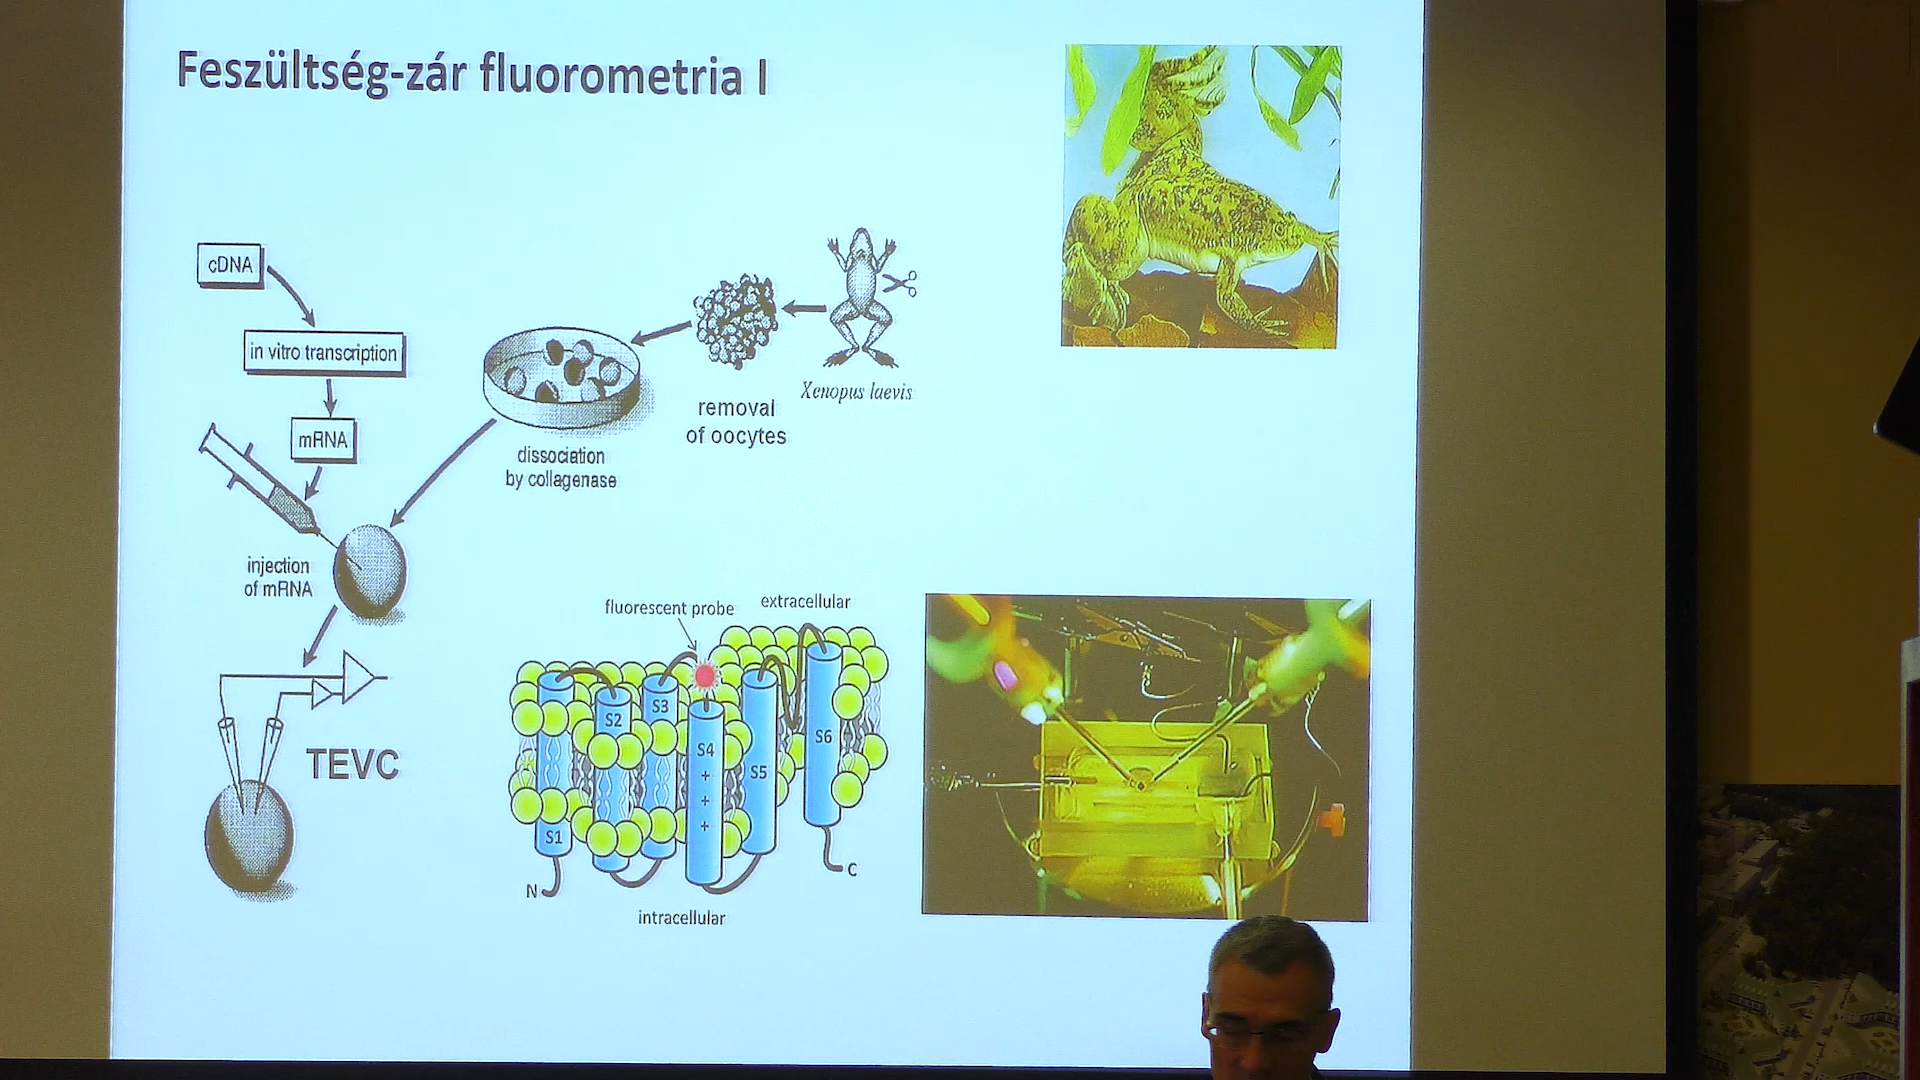 Feszültség-zár fluorometria I
cDNA
in vitro transcription
mRNA
injection
of mRNA
TEVC
dissociation
by collagenase
removal
of oocytes
Xenopus laevis
fluorescent probe
extracellular
S1
S2
S3
S4
+
+
+
S5
S6
N
C
intracellular